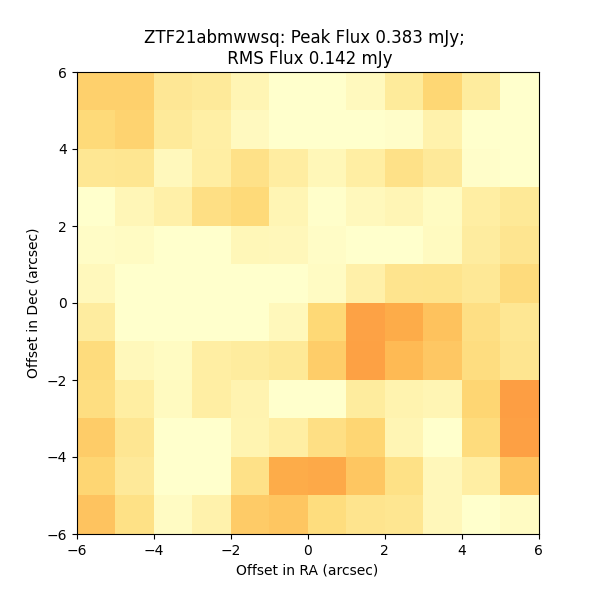 ZTF21abmwwsq: Peak Flux 0.383 mJy;
RMS Flux 0.142 mJy
6
4
2
0
−2
−4
−6
Offset in Dec (arcsec)
−6 −4 −2 0 2 4 6
Offset in RA (arcsec)